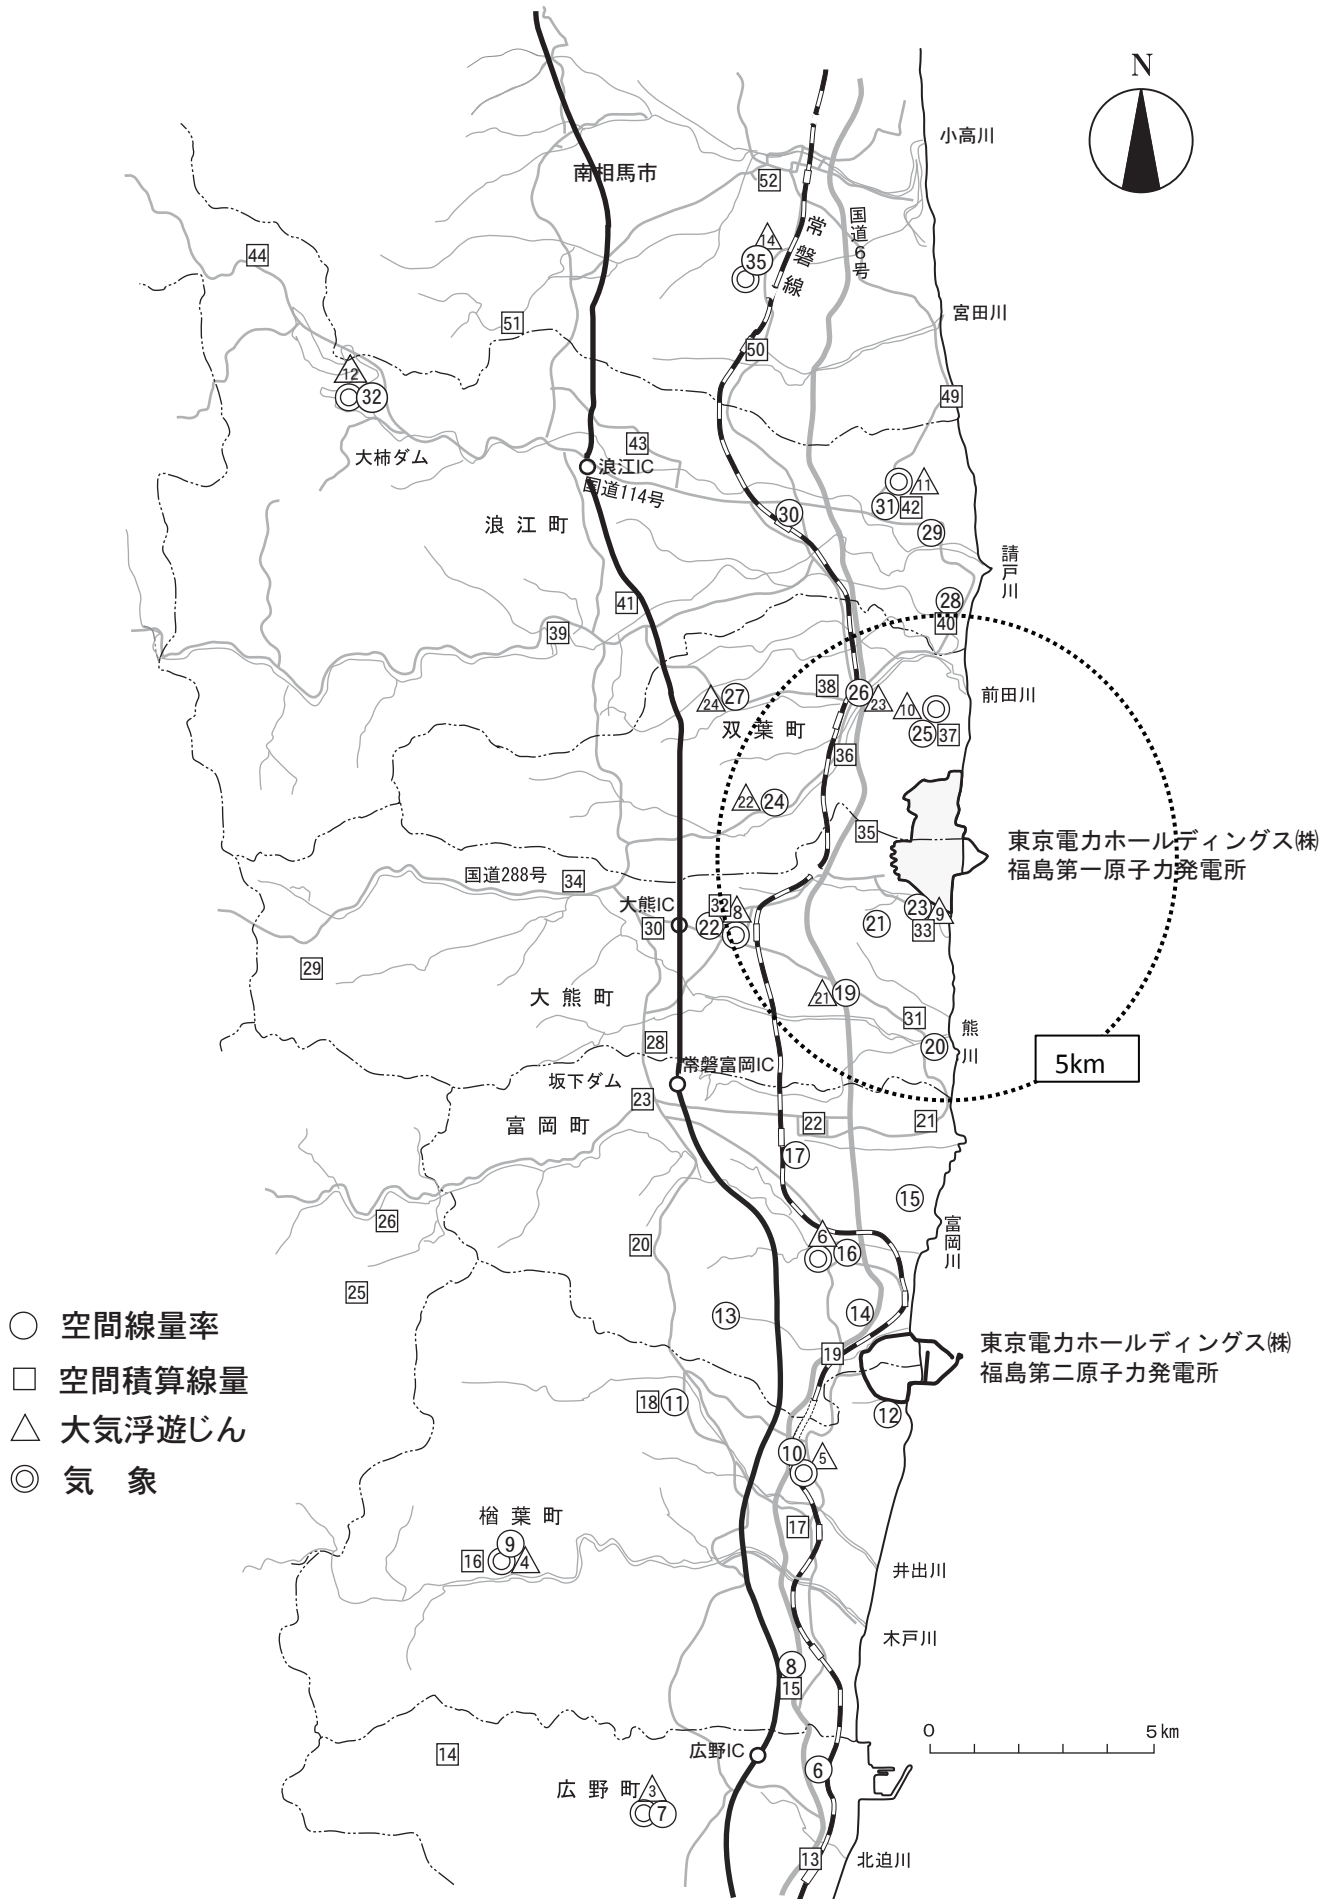 N
小高川
南相馬市
52
国道6号
常磐線
14
35
44
宮田川
51
50
12
32
49
大柿ダム
43
浪江IC
国道114号
11
31
42
30
29
浪江町
請戸川
28
41
40
39
38
26
23
10
前田川
24
27
25
37
双葉町
36
22
24
35
東京電力ホールディングス㈱
福島第一原子力発電所
国道288号
34
大熊IC
32
8
23
9
30
22
21
33
29
21
19
大熊町
31
熊川
28
20
5km
常磐富岡IC
坂下ダム
23
22
21
富岡町
17
15
26
富岡川
6
16
20
25
13
14
○ 空間線量率
19
東京電力ホールディングス㈱
福島第二原子力発電所
□ 空間積算線量
18
11
12
△ 大気浮遊じん
10
5
◎ 気 象
楢葉町
17
9
16
4
井出川
木戸川
8
15
0
5km
14
広野IC
6
広野町
3
7
13
北迫川